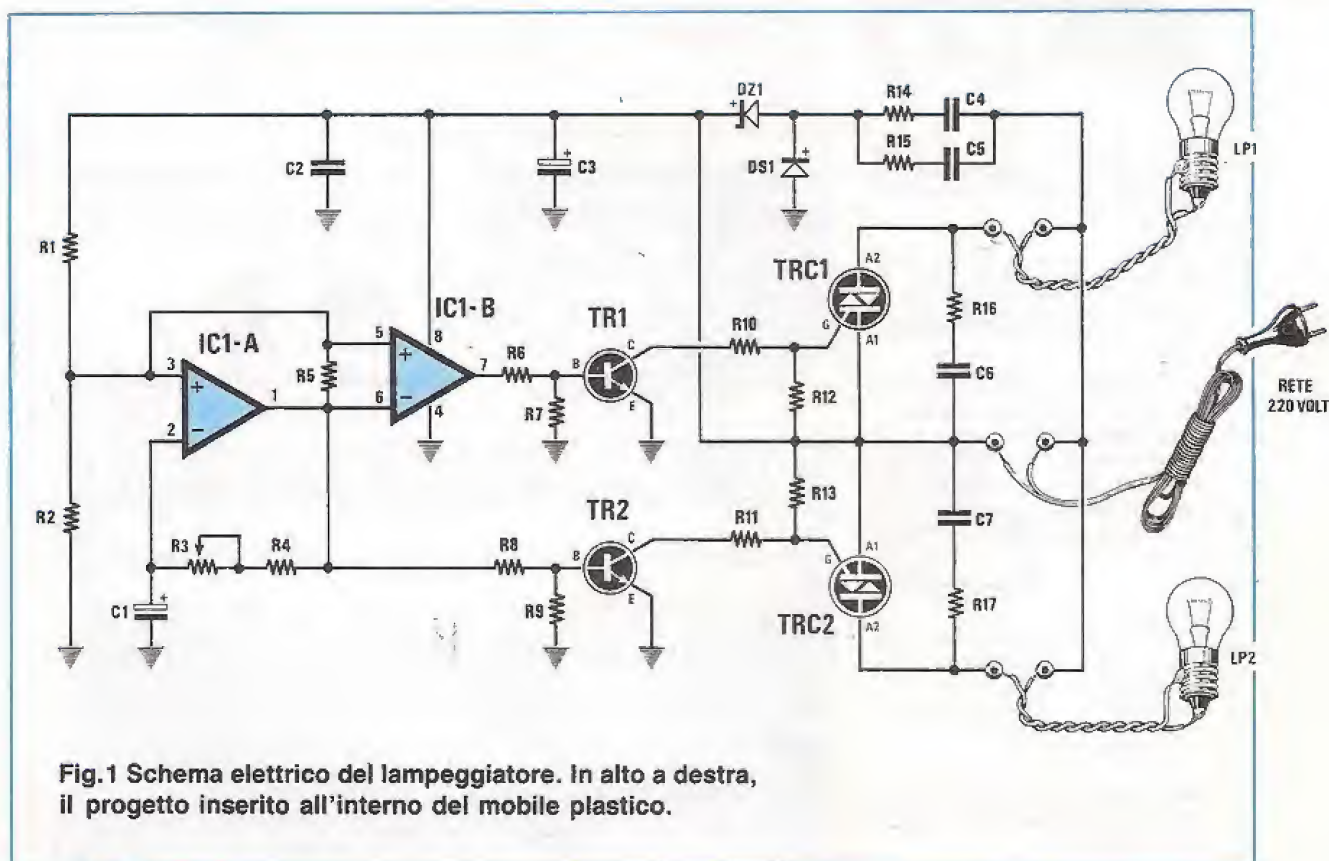 DZ1
R14
C4
R15
C5
DS1
LP1
C2
C3
R1
TRC1
A2
G
A1
R16
C6
IC1-A
IC1-B
3
+
2
-
1
R5
5
+
6
-
8
7
4
R6
R7
TR1
B
C
E
R10
R12
RETE
220 VOLT
R2
R3
R4
C1
+
R8
R9
TR2
B
C
E
R11
R13
TRC2
G
A1
A2
C7
R17
LP2
Fig.1 Schema elettrico del lampeggiatore. In alto a destra,
il progetto inserito all'interno del mobile plastico.